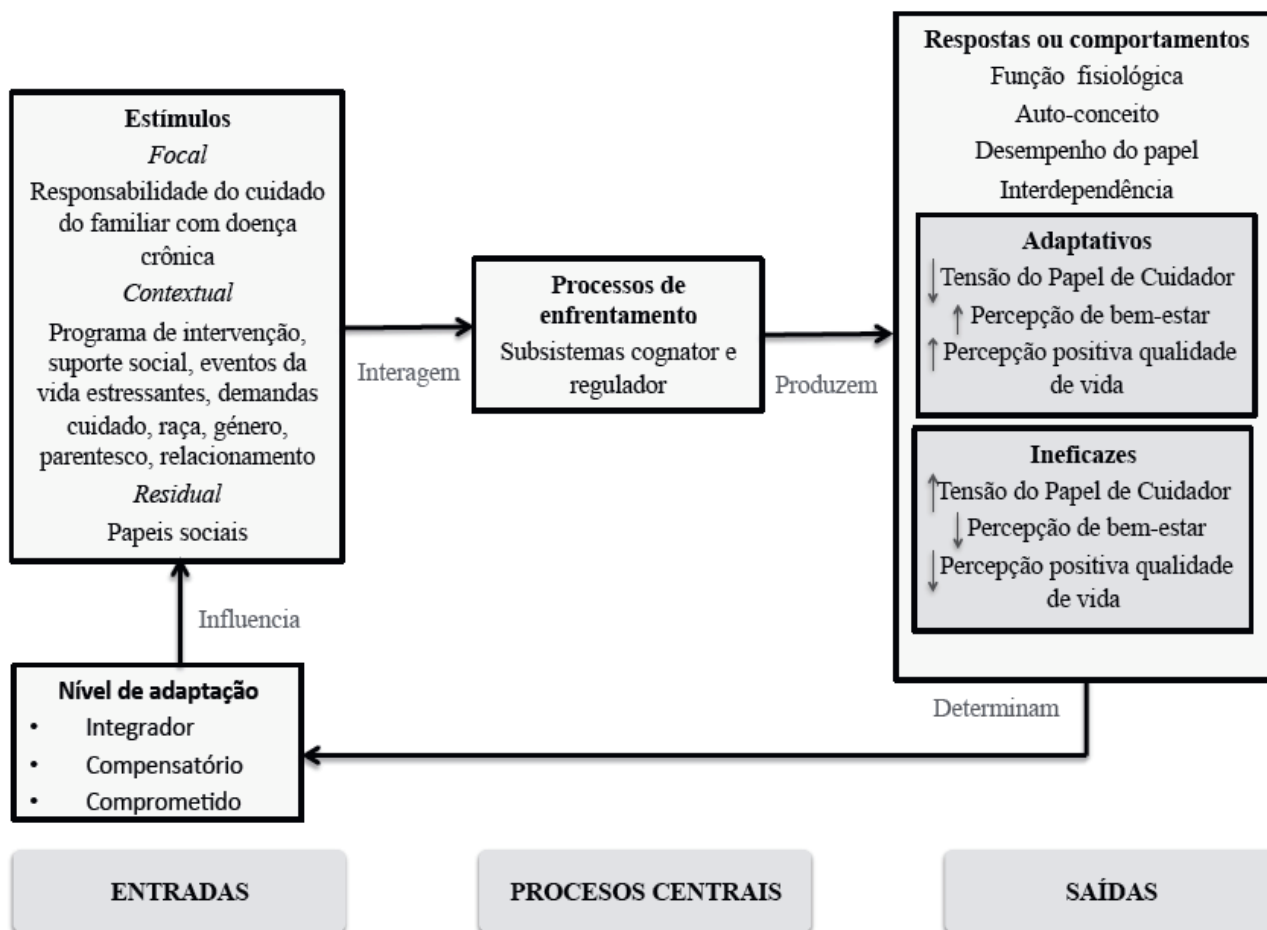 Estímulos
Focal
Responsabilidade do cuidado
do familiar com doença
crônica
Contextual
Programa de intervenção,
suporte social, eventos da
vida estressantes, demandas
cuidado, raça, género,
parentesco, relacionamento
Residual
Papeis sociais
Influencia
Nível de adaptação
• Integrador
• Compensatório
• Comprometido
Interagem
Processos de
enfrentamento
Subsistemas cognator e
regulador
Produzem
Respostas ou comportamentos
Função fisiológica
Auto-conceito
Desempenho do papel
Interdependência
Adaptativos
↓Tensão do Papel de Cuidador
↑ Percepção de bem-estar
↑Percepção positiva qualidade
de vida
Ineficazes
↑Tensão do Papel de Cuidador
↓ Percepção de bem-estar
↓Percepção positiva qualidade
de vida
Determinam
ENTRADAS
PROCESOS CENTRAIS
SAÍDAS